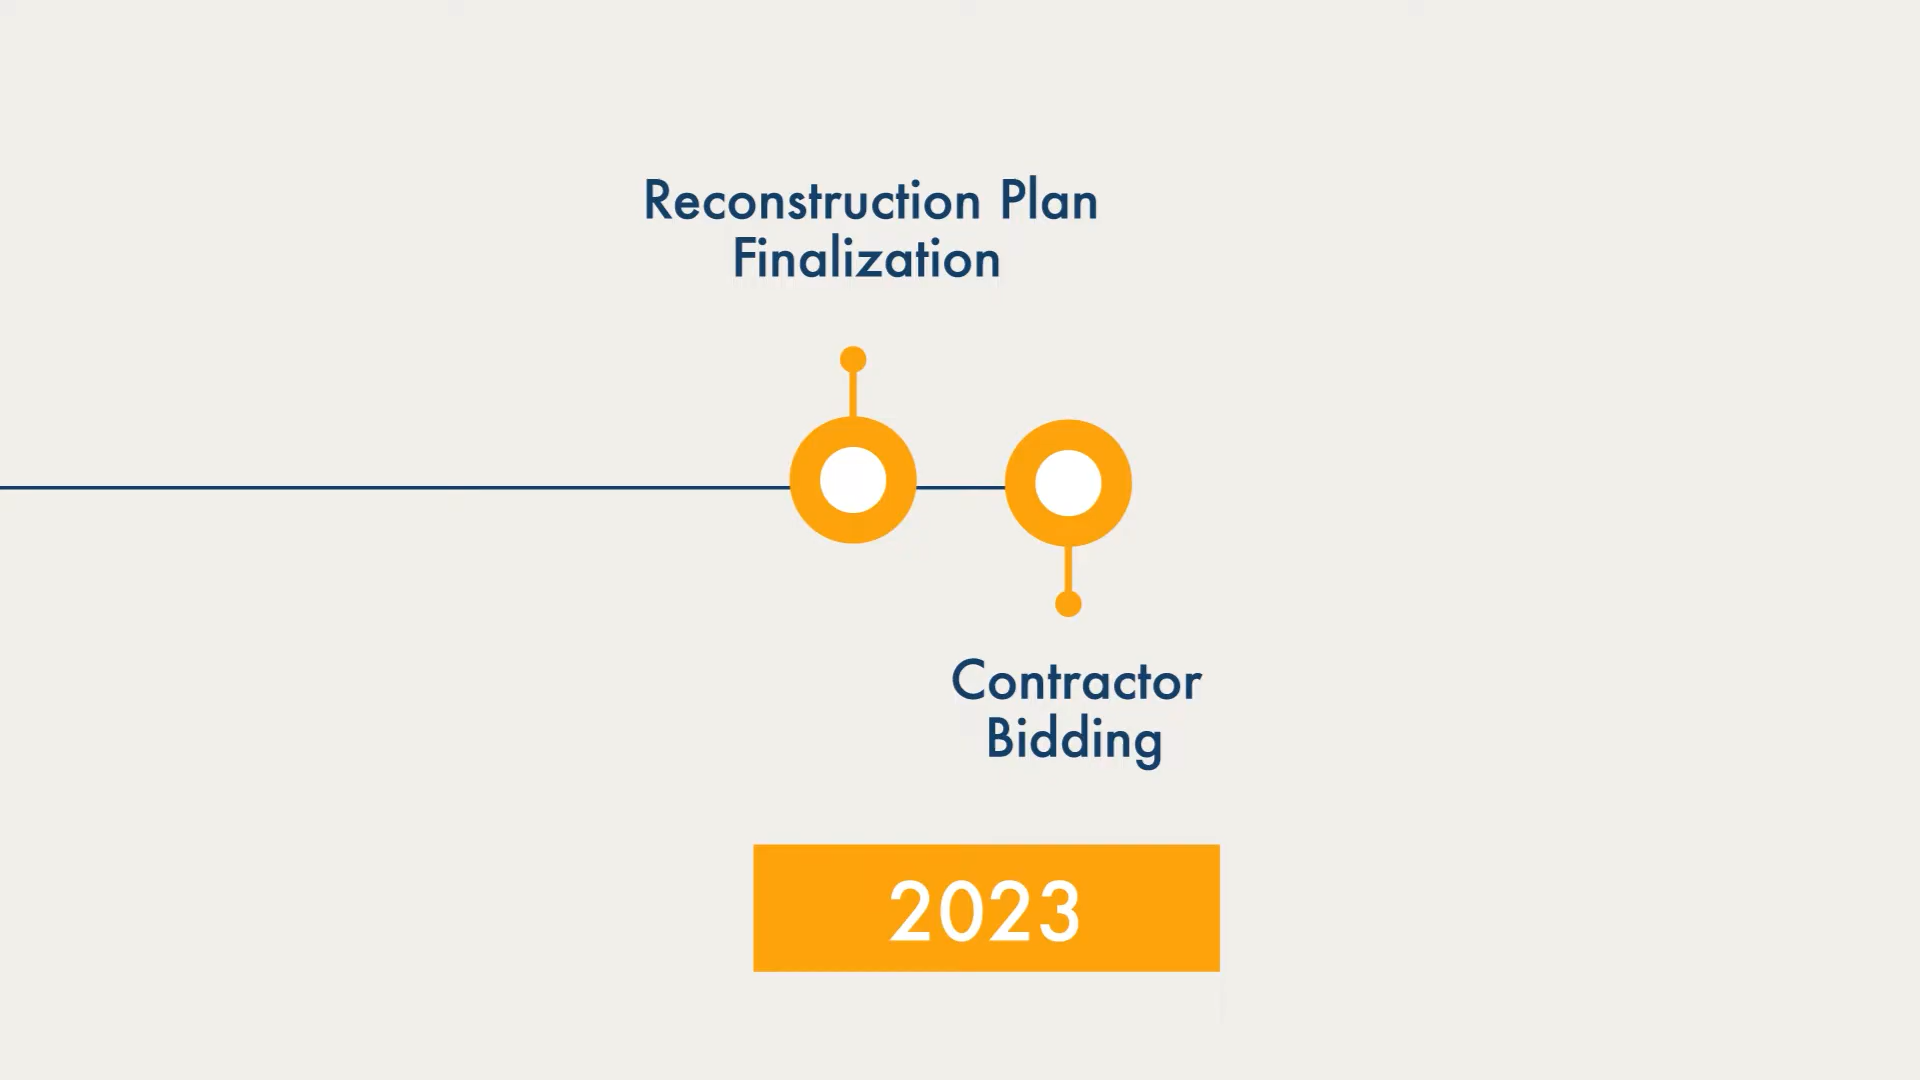 Reconstruction Plan
Finalization
Contractor
Bidding
2023